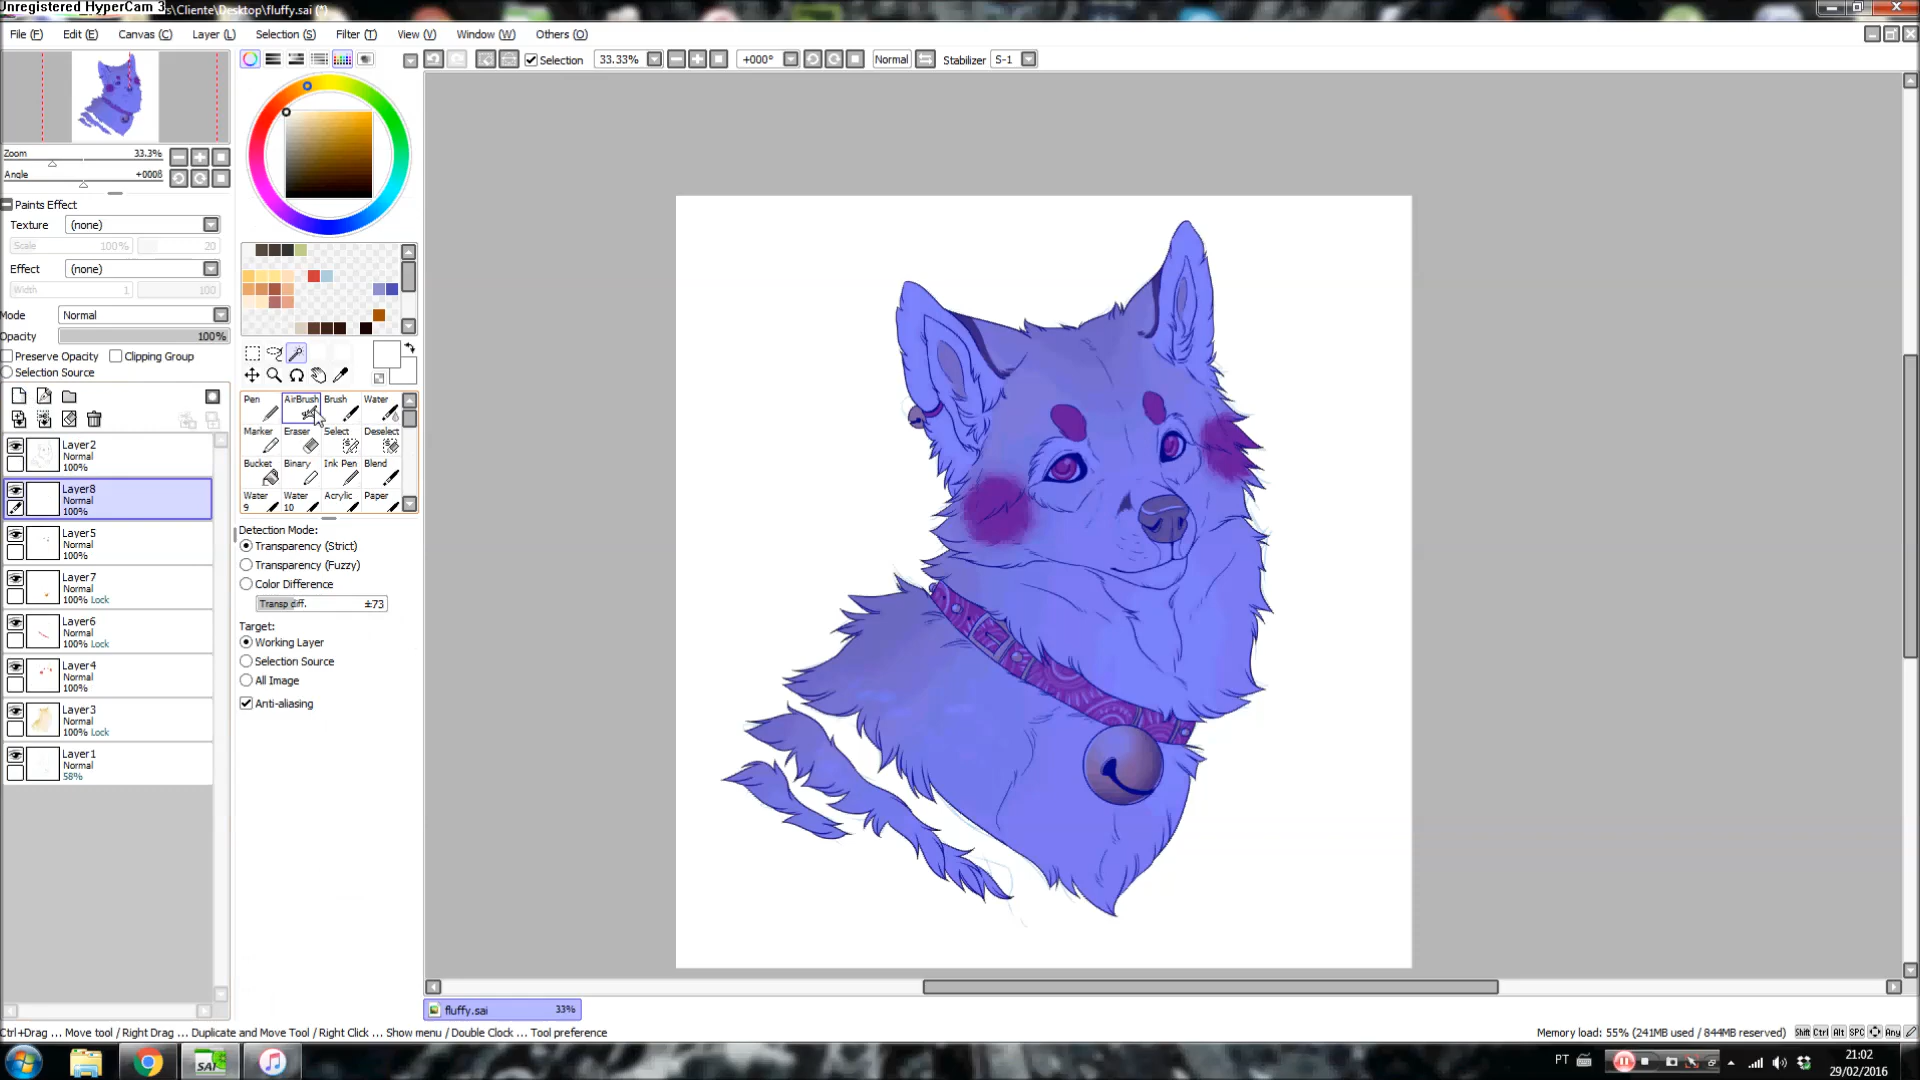 Unregistered HyperCam 3
s\Cliente\Desktop\fluffy.sai (*)
File (F) Edit (E) Canvas (C) Layer (L) Selection (S) Filter (T) View (V) Window (W) Others (O)
Selection 33.33% +000° Normal Stabilizer S-1
Zoom 33.3%
Angle +000ß
Paints Effect
Texture (none)
Scale 100% 20
Effect (none)
Width 1 100
Mode Normal
Opacity 100%
Preserve Opacity Clipping Group
Selection Source
Layer2
Normal
100%
Layer8
Normal
100%
Layer5
Normal
100%
Layer7
Normal
100% Lock
Layer6
Normal
100% Lock
Layer4
Normal
100%
Layer3
Normal
100% Lock
Layer1
Normal
58%
Pen AirBrush Brush Water
Marker Eraser Select Deselect
Bucket Binary Ink Pen Blend
Water 9 Water 10 Acrylic Paper
Detection Mode:
Transparency (Strict)
Transparency (Fuzzy)
Color Difference
Transp diff. ±73
Target:
Working Layer
Selection Source
All Image
Anti-aliasing
fluffy.sai 33%
Ctrl+Drag ... Move tool / Right Drag ... Duplicate and Move Tool / Right Click ... Show menu / Double Clock ... Tool preference
Memory load: 55% (241MB used / 844MB reserved) Shift Ctrl Alt SPC Any
SAI
PT
21:02
29/02/2016